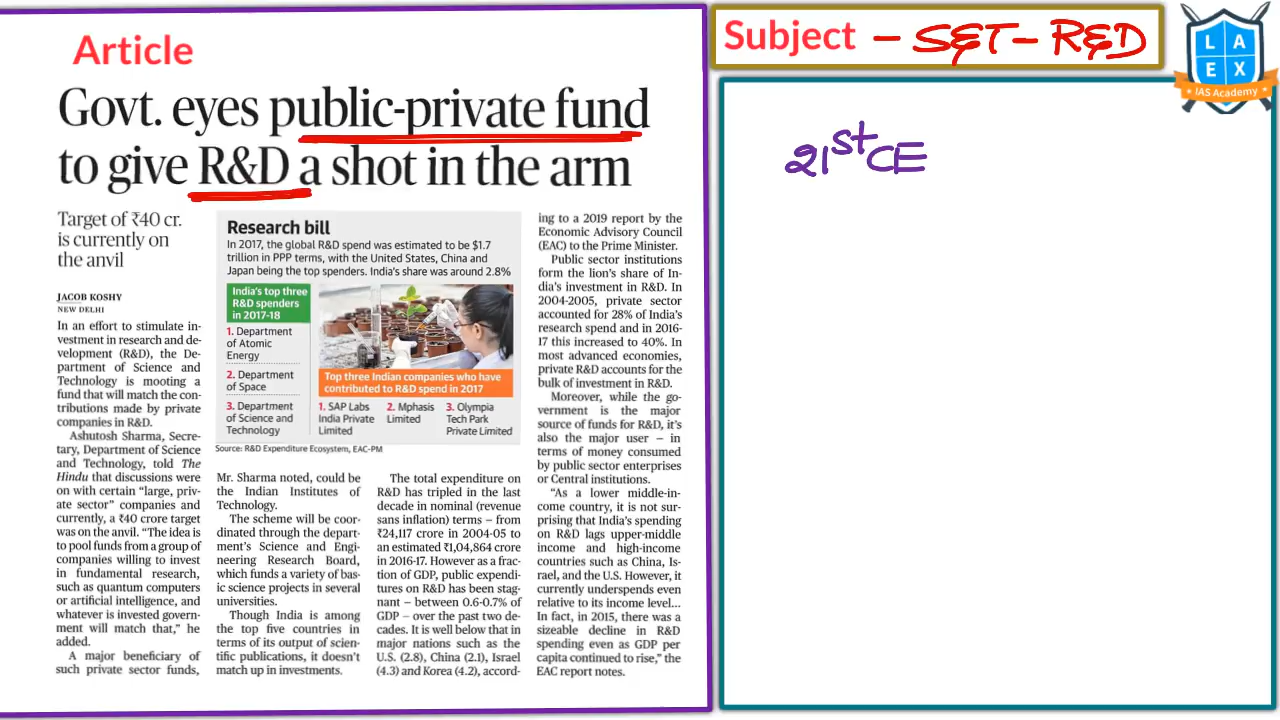 Article
Govt. eyes public-private fund
to give R&D a shot in the arm
Target of ₹40 cr.
is currently on
the anvil
JACOB KOSHY
NEW DELHI
In an effort to stimulate in-
vestment in research and de-
velopment (R&D), the De-
partment of Science and
Technology is mooting a
fund that will match the con-
tributions made by private
companies in R&D.
Ashutosh Sharma, Secre-
tary, Department of Science
and Technology, told The
Hindu that discussions were
on with certain “large, priv-
ate sector” companies and
currently, a ₹40 crore target
was on the anvil. “The idea is
to pool funds from a group of
companies willing to invest
in fundamental research,
such as quantum computers
or artificial intelligence, and
whatever is invested govern-
ment will match that,” he
added.
A major beneficiary of
such private sector funds,
Research bill
In 2017, the global R&D spend was estimated to be $1.7
trillion in PPP terms, with the United States, China and
Japan being the top spenders. India's share was around 2.8%
India's top three
R&D spenders
in 2017-18
1. Department
of Atomic
Energy
2. Department
of Space
3. Department
of Science and
Technology
Top three Indian companies who have
contributed to R&D spend in 2017
1. SAP Labs
India Private
Limited
2. Mphasis
Limited
3. Olympia
Tech Park
Private Limited
Source: R&D Expenditure Ecosystem, EAC-PM
Mr. Sharma noted, could be
the Indian Institutes of
Technology.
The scheme will be coor-
dinated through the depart-
ment's Science and Engi-
neering Research Board,
which funds a variety of bas-
ic science projects in several
universities.
Though India is among
the top five countries in
terms of its output of scien-
tific publications, it doesn't
match up in investments.
The total expenditure on
R&D has tripled in the last
decade in nominal (revenue
sans inflation) terms – from
₹24,117 crore in 2004-05 to
an estimated ₹1,04,864 crore
in 2016-17. However as a frac-
tion of GDP, public expendi-
tures on R&D has been stag-
nant – between 0.6-0.7% of
GDP – over the past two de-
cades. It is well below that in
major nations such as the
U.S. (2.8), China (2.1), Israel
(4.3) and Korea (4.2), accord-
ing to a 2019 report by the
Economic Advisory Council
(EAC) to the Prime Minister.
Public sector institutions
form the lion's share of In-
dia's investment in R&D. In
2004-2005, private sector
accounted for 28% of India's
research spend and in 2016-
17 this increased to 40%. In
most advanced economies,
private R&D accounts for the
bulk of investment in R&D.
Moreover, while the go-
vernment is the major
source of funds for R&D, it's
also the major user – in
terms of money consumed
by public sector enterprises
or Central institutions.
“As a lower middle-in-
come country, it is not sur-
prising that India's spending
on R&D lags upper-middle
income and high-income
countries such as China, Is-
rael, and the U.S. However, it
currently underspends even
relative to its income level...
In fact, in 2015, there was a
sizeable decline in R&D
spending even as GDP per
capita continued to rise,” the
EAC report notes.
Subject - S&T - R&D
L A
E X
IAS Academy
21st CE